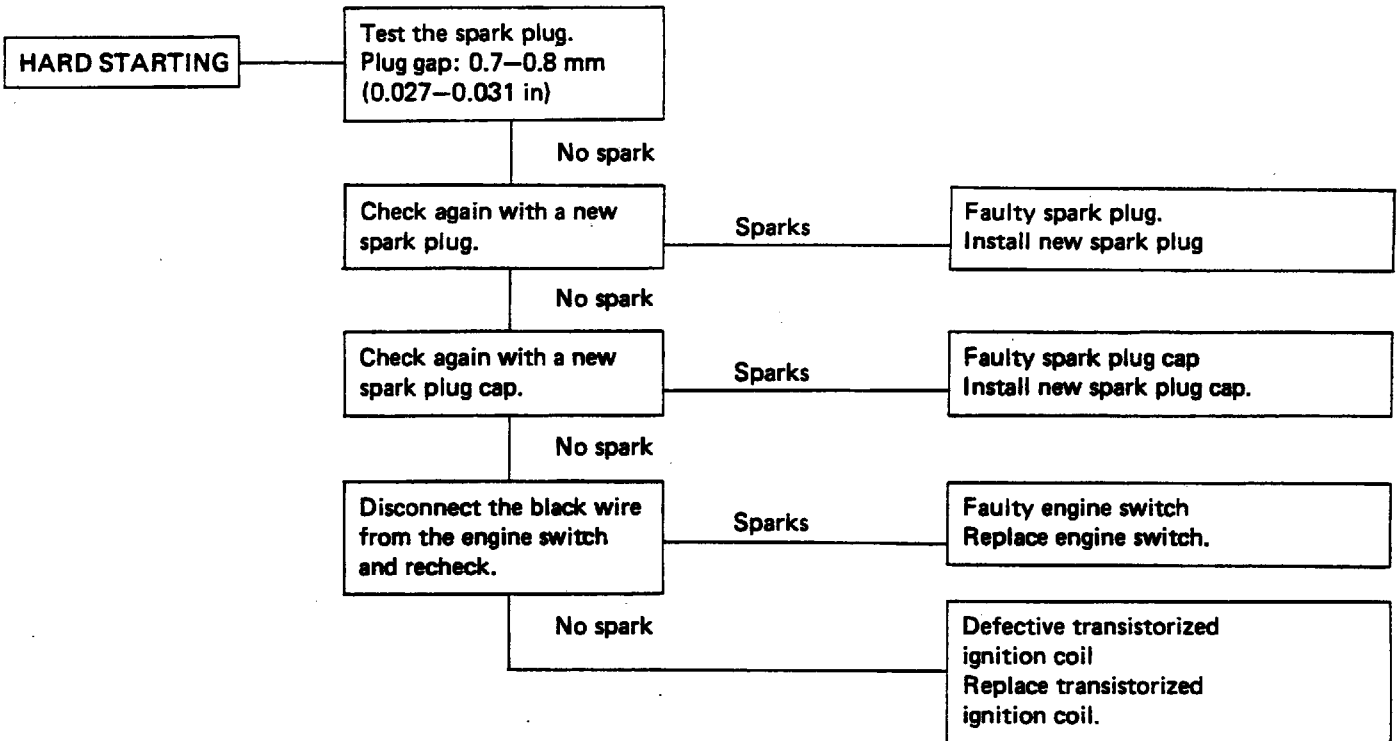 HARD STARTING
Test the spark plug.
Plug gap: 0.7—0.8 mm
(0.027—0.031 in)
No spark
Check again with a new
spark plug.
Sparks
Faulty spark plug.
Install new spark plug
No spark
Check again with a new
spark plug cap.
Sparks
Faulty spark plug cap
Install new spark plug cap.
No spark
Disconnect the black wire
from the engine switch
and recheck.
Sparks
Faulty engine switch
Replace engine switch.
No spark
Defective transistorized
ignition coil
Replace transistorized
ignition coil.